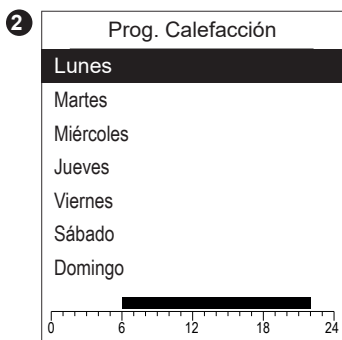 2
Prog. Calefacción
Lunes
Martes
Miércoles
Jueves
Viernes
Sábado
Domingo
0 6 12 18 24